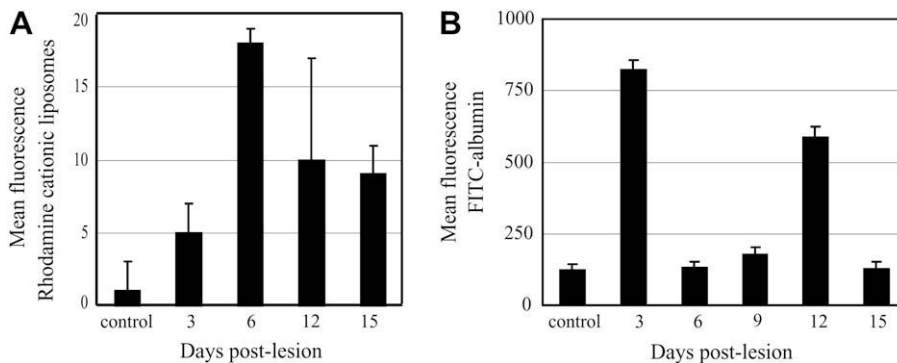 A
Mean fluorescence
Rhodamine cationic liposomes
20
15
10
5
0
control 3 6 12 15
Days post-lesion
B
Mean fluorescence
FITC-albumin
1000
750
500
250
0
control 3 6 9 12 15
Days post-lesion